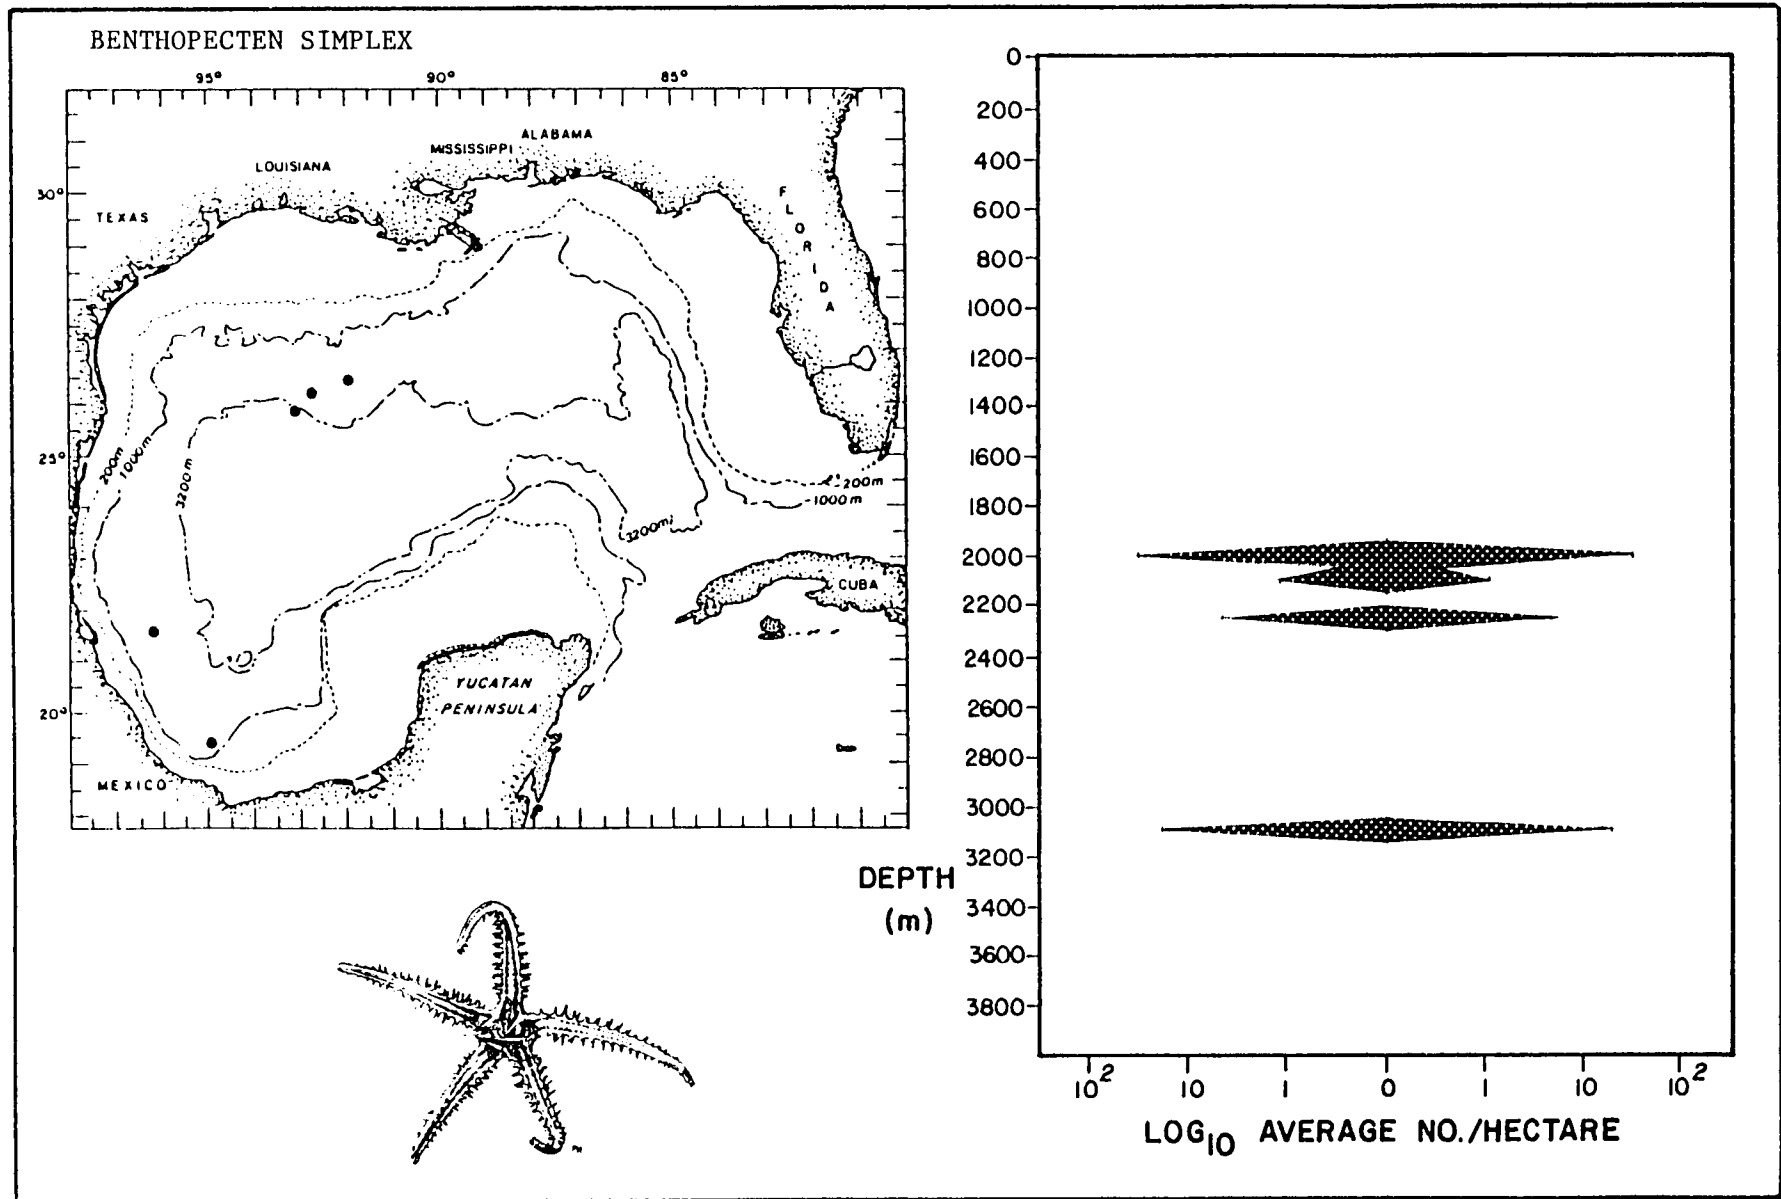 BENTHOPECTEN SIMPLEX
95° 90° 85°
ALABAMA
MISSISSIPPI
LOUISIANA
TEXAS
FLORIDA
30°
25°
20°
200m
1000m
3200m
200m
1000m
3200m
CUBA
YUCATAN
PENINSULA
MEXICO
DEPTH
(m)
0
200
400
600
800
1000
1200
1400
1600
1800
2000
2200
2400
2600
2800
3000
3200
3400
3600
3800
10² 10 1 0 1 10 10²
LOG₁₀ AVERAGE NO./HECTARE